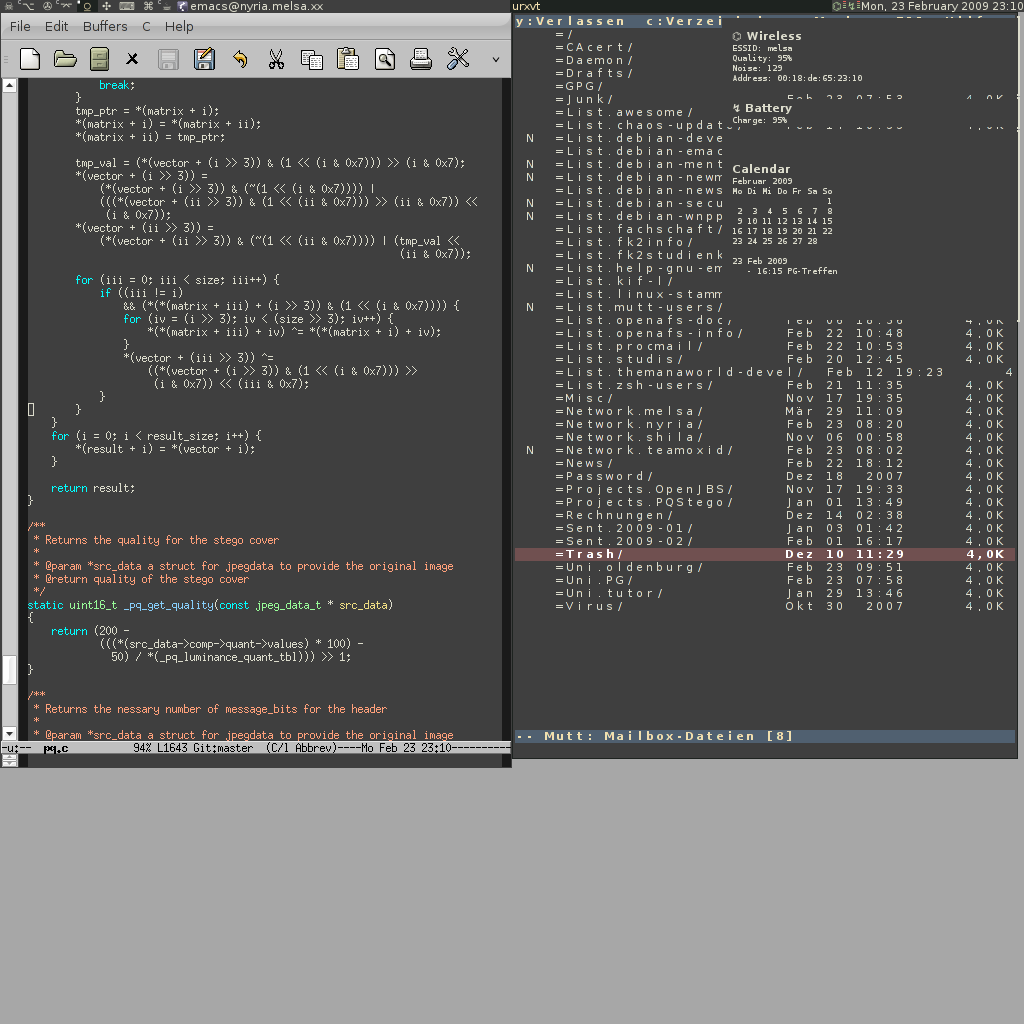 emacs@nyria.melsa.xx
File Edit Buffers C Help
break;
}
tmp_ptr = *(matrix + i);
*(matrix + i) = *(matrix + ii);
*(matrix + ii) = tmp_ptr;
tmp_val = (*(vector + (i >> 3)) & (1 << (i & 0x7))) >> (i & 0x7);
*(vector + (i >> 3)) =
(*(vector + (i >> 3)) & (~(1 << (i & 0x7)))) |
(((*(vector + (ii >> 3)) & (1 << (ii & 0x7))) >> (ii & 0x7)) <<
(i & 0x7));
*(vector + (ii >> 3)) =
(*(vector + (ii >> 3)) & (~(1 << (ii & 0x7)))) | (tmp_val <<
(ii & 0x7));
for (iii = 0; iii < size; iii++) {
if ((iii != i)
&& (*(*(matrix + iii) + (i >> 3)) & (1 << (i & 0x7)))) {
for (iv = (i >> 3); iv < (size >> 3); iv++) {
*(*(matrix + iii) + iv) ^= *(*(matrix + i) + iv);
}
*(vector + (iii >> 3)) ^=
((*(vector + (i >> 3)) & (1 << (i & 0x7))) >>
(i & 0x7)) << (iii & 0x7);
}
}
}
for (i = 0; i < result_size; i++) {
*(result + i) = *(vector + i);
}
return result;
}
/**
* Returns the quality for the stego cover
*
* @param *src_data a struct for jpegdata to provide the original image
* @return quality of the stego cover
*/
static uint16_t _pq_get_quality(const jpeg_data_t * src_data)
{
return (200 -
(((*(src_data->comp->quant->values) * 100) -
50) / *(_pq_luminance_quant_tbl))) >> 1;
}
/**
* Returns the nessary number of message_bits for the header
*
* @param *src_data a struct for jpegdata to provide the original image
-u:-- pq.c 94% L1643 Git:master (C/l Abbrev)----Mo Feb 23 23:10----------
urxvt
Mon, 23 February 2009 23:10
y:Verlassen c:Verzei
=/
=CAcert/
=Daemon/
=Drafts/
=GPG/
=Junk/
=List.awesome/
=List.chaos-updat
N =List.debian-deve
=List.debian-emac
N =List.debian-ment
N =List.debian-newm
=List.debian-news
N =List.debian-secu
N =List.debian-wnpp
=List.fachschaft/
=List.fk2info/
=List.fk2studienk
N =List.help-gnu-em
=List.kif-l/
=List.linux-stamm
N =List.mutt-users/
=List.openafs-doc/ Feb 06 18:56 4,0K
=List.openafs-info/ Feb 22 10:48 4,0K
=List.procmail/ Feb 22 10:53 4,0K
=List.studis/ Feb 20 12:45 4,0K
=List.themanaworld-devel/ Feb 12 19:23 4
=List.zsh-users/ Feb 21 11:35 4,0K
=Misc/ Nov 17 19:35 4,0K
=Network.melsa/ Mär 29 11:09 4,0K
=Network.nyria/ Feb 23 08:20 4,0K
=Network.shila/ Nov 06 00:58 4,0K
N =Network.teamoxid/ Feb 23 08:02 4,0K
=News/ Feb 22 18:12 4,0K
=Password/ Dez 18 2007 4,0K
=Projects.OpenJBS/ Nov 17 19:33 4,0K
=Projects.PQStego/ Jan 01 13:49 4,0K
=Rechnungen/ Dez 14 02:38 4,0K
=Sent.2009-01/ Jan 03 01:42 4,0K
=Sent.2009-02/ Feb 01 16:17 4,0K
=Trash/ Dez 10 11:29 4,0K
=Uni.oldenburg/ Feb 23 09:51 4,0K
=Uni.PG/ Feb 23 07:58 4,0K
=Uni.tutor/ Jan 29 13:46 4,0K
=Virus/ Okt 30 2007 4,0K
-- Mutt: Mailbox-Dateien [8]
Wireless
ESSID: melsa
Quality: 95%
Noise: 129
Address: 00:18:de:65:23:10
Battery
Charge: 95%
Calendar
Februar 2009
Mo Di Mi Do Fr Sa So
1
2 3 4 5 6 7 8
9 10 11 12 13 14 15
16 17 18 19 20 21 22
23 24 25 26 27 28
23 Feb 2009
- 16:15 PG-Treffen